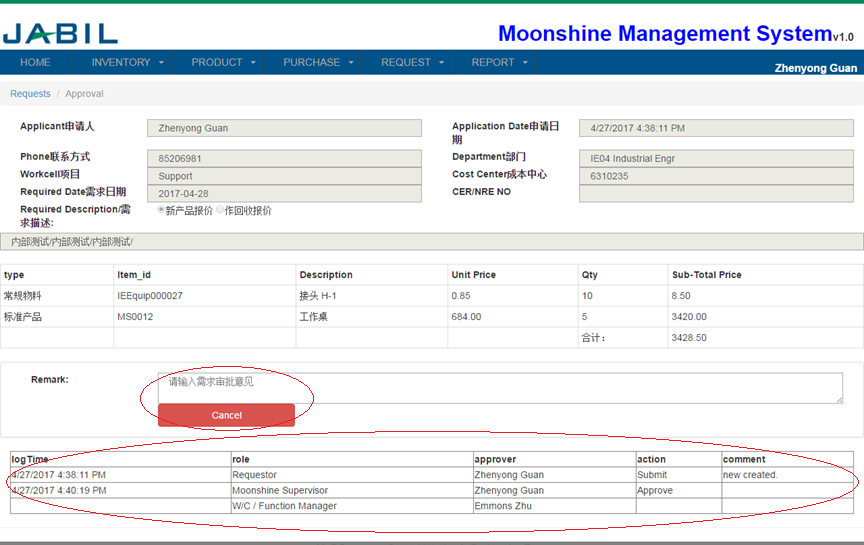 JABIL
Moonshine Management Systemv1.0
HOME INVENTORY PRODUCT PURCHASE REQUEST REPORT
Zhenyong Guan
Requests / Approval
Applicant申请人 Zhenyong Guan Application Date申请日期 4/27/2017 4:38:11 PM
Phone联系方式 85206981 Department部门 IE04 Industrial Engr
Workcell项目 Support Cost Center成本中心 6310235
Required Date需求日期 2017-04-28 CER/NRE NO
Required Description/需求描述: 新产品报价 作回收报价
内部测试/内部测试/内部测试/
type Item_id Description Unit Price Qty Sub-Total Price
常规物料 IEEquip000027 接头 H-1 0.85 10 8.50
标准产品 MS0012 工作桌 684.00 5 3420.00
合计： 3428.50
Remark: 请输入需求审批意见
Cancel
logTime role approver action comment
4/27/2017 4:38:11 PM Requestor Zhenyong Guan Submit new created.
4/27/2017 4:40:19 PM Moonshine Supervisor Zhenyong Guan Approve
W/C / Function Manager Emmons Zhu